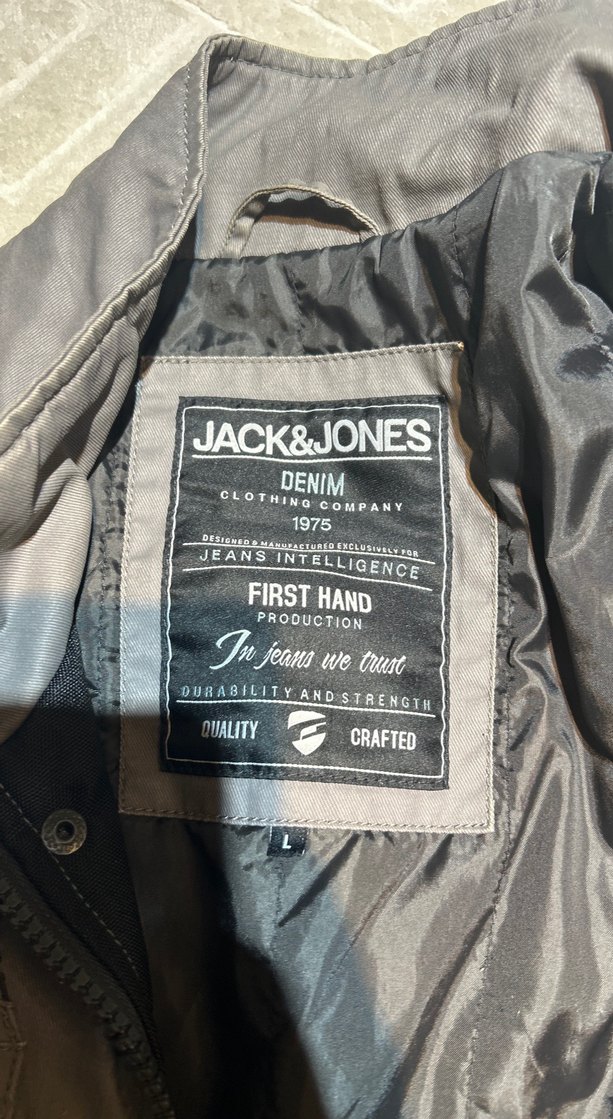 JACK&JONES
DENIM
CLOTHING COMPANY
1975
DESIGNED & MANUFACTURED EXCLUSIVELY FOR
JEANS INTELLIGENCE
FIRST HAND
PRODUCTION
In jeans we trust
DURABILITY AND STRENGTH
QUALITY CRAFTED
L